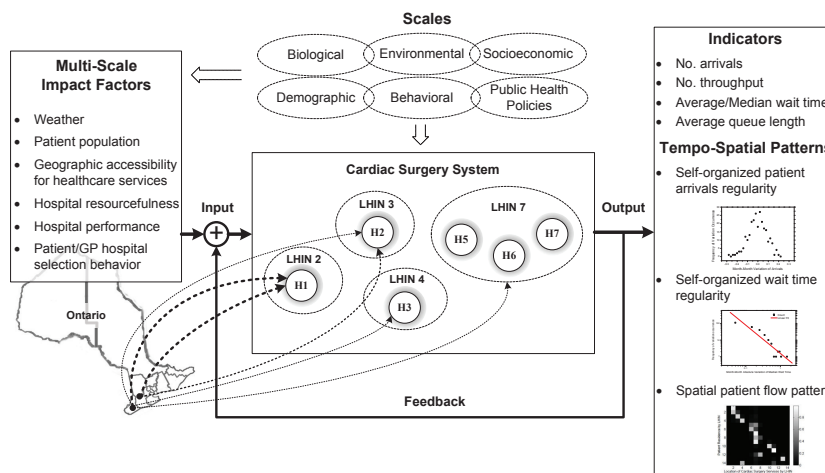 Scales
Biological
Environmental
Socioeconomic
Demographic
Behavioral
Public Health
Policies
Multi-Scale
Impact Factors
• Weather
• Patient population
• Geographic accessibility
for healthcare services
• Hospital resourcefulness
• Hospital performance
• Patient/GP hospital
selection behavior
Ontario
Input
Cardiac Surgery System
LHIN 2
H1
LHIN 3
H2
LHIN 4
H3
LHIN 7
H5
H6
H7
Output
Feedback
Indicators
• No. arrivals
• No. throughput
• Average/Median wait time
• Average queue length
Tempo-Spatial Patterns
• Self-organized patient
arrivals regularity
• Self-organized wait time
regularity
• Spatial patient flow pattern